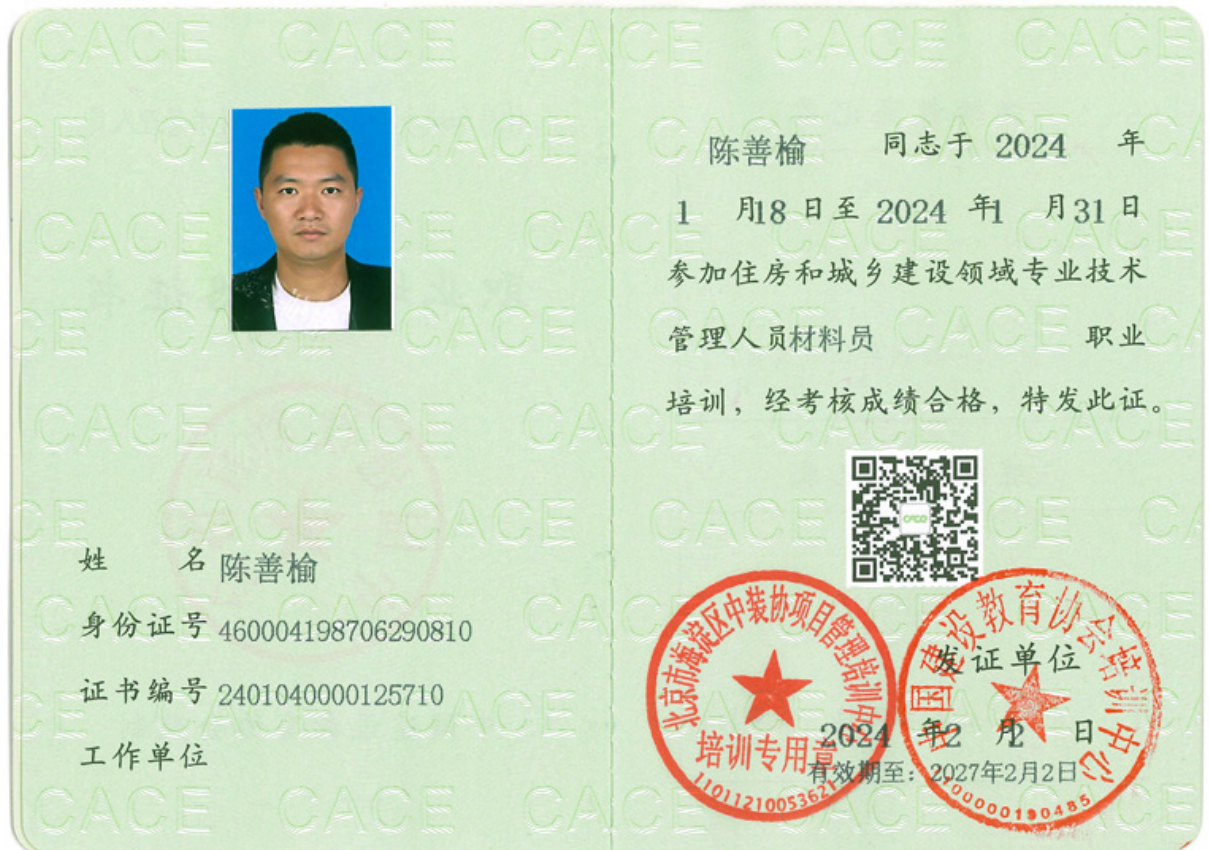 陈善榆 同志于 2024 年
1 月18 日至 2024 年1 月31日
参加住房和城乡建设领域专业技术
管理人员材料员 职业
培训，经考核成绩合格，特发此证。
姓 名 陈善榆
身份证号 460004198706290810
证书编号 2401040000125710
工作单位
北京市海淀区中装协项目管理培训中心
培训专用章
1101121005362
中国建设教育协会培训中心
100000190485
发证单位
2024 年2 月2 日
有效期至：2027年2月2日
CACE